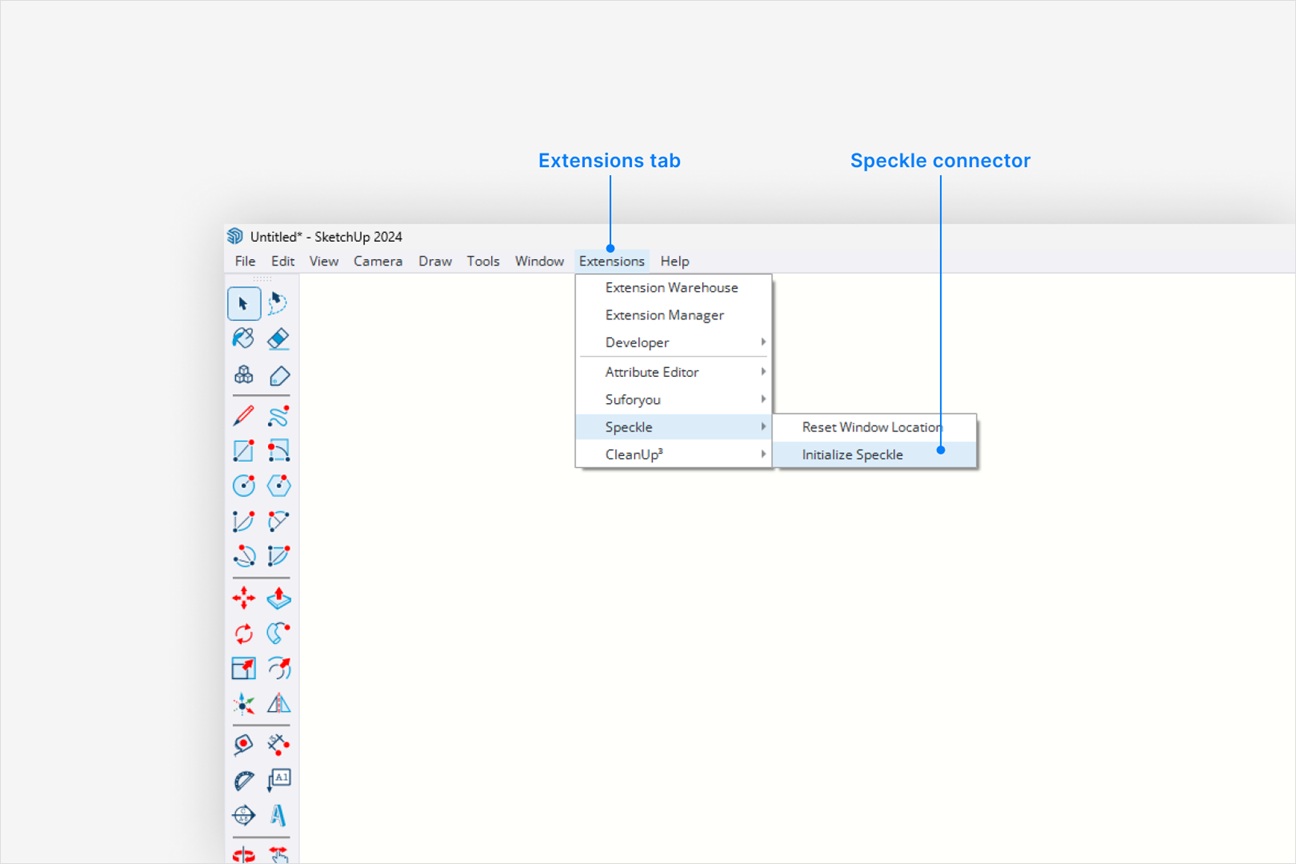 Extensions tab
Speckle connector
Untitled* - SketchUp 2024
File Edit View Camera Draw Tools Window Extensions Help
Extension Warehouse
Extension Manager
Developer
Attribute Editor
Suforyou
Speckle
Reset Window Location
CleanUp³
Initialize Speckle
A1